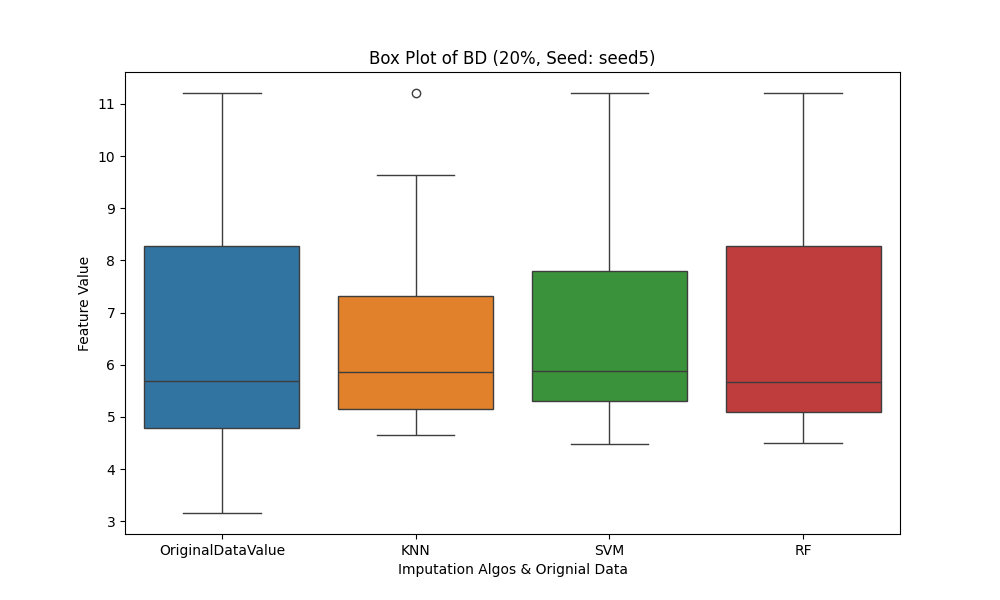 Box Plot of BD (20%, Seed: seed5)
Feature Value
11
10
9
8
7
6
5
4
3
OriginalDataValue KNN SVM RF
Imputation Algos & Orignial Data